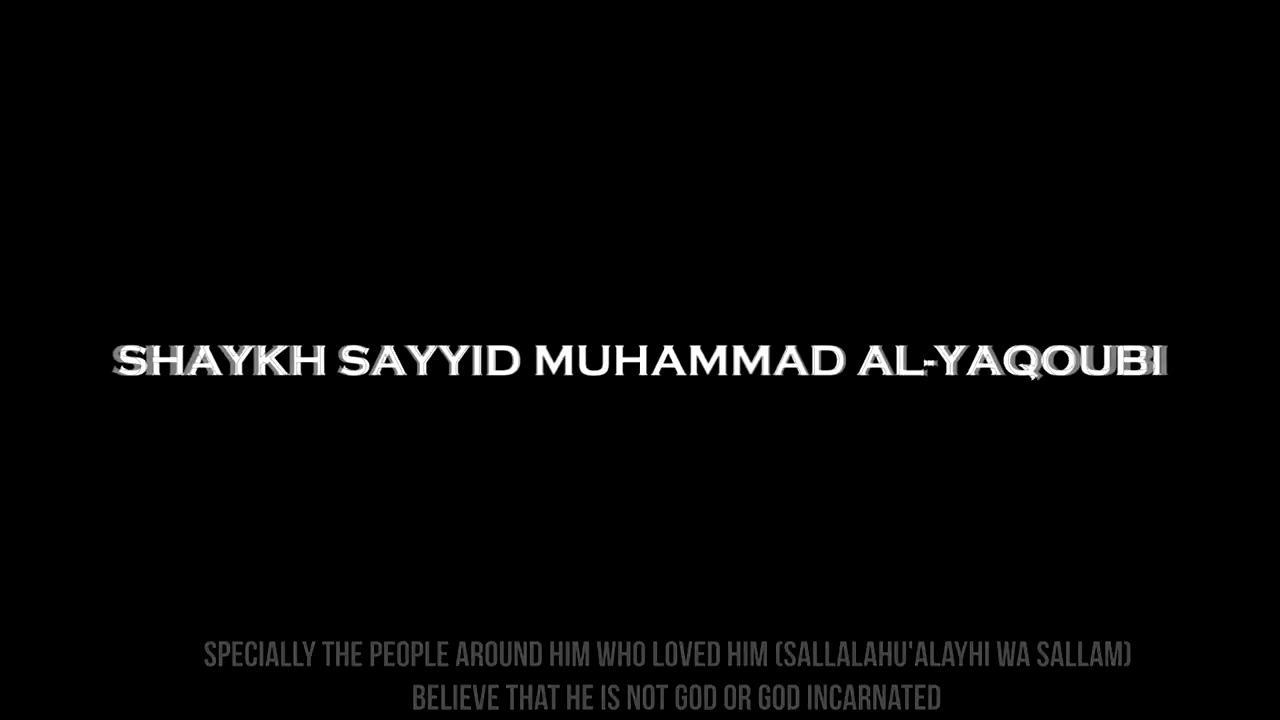 SHAYKH SAYYID MUHAMMAD AL-YAQOUBI
SPECIALLY THE PEOPLE AROUND HIM WHO LOVED HIM (SALLALAHU'ALAYHI WA SALLAM)
BELIEVE THAT HE IS NOT GOD OR GOD INCARNATED